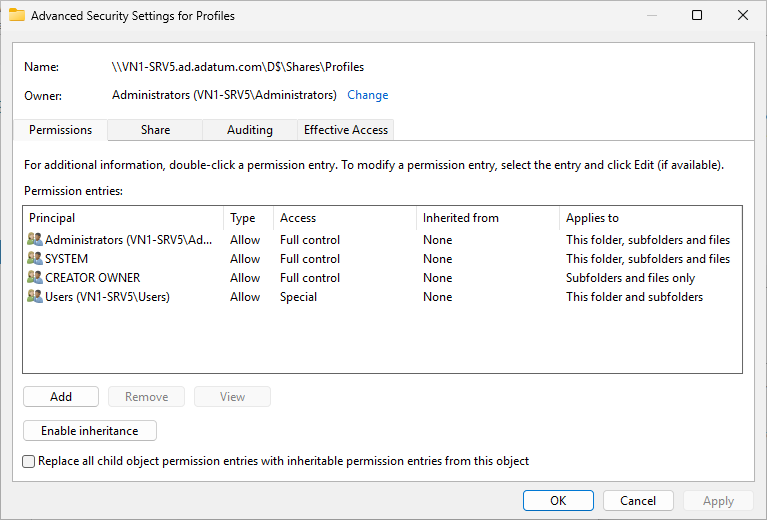 Advanced Security Settings for Profiles
Name: \\VN1-SRV5.ad.adatum.com\D$\Shares\Profiles
Owner: Administrators (VN1-SRV5\Administrators) Change
Permissions Share Auditing Effective Access
For additional information, double-click a permission entry. To modify a permission entry, select the entry and click Edit (if available).
Permission entries:
Principal Type Access Inherited from Applies to
Administrators (VN1-SRV5\Ad... Allow Full control None This folder, subfolders and files
SYSTEM Allow Full control None This folder, subfolders and files
CREATOR OWNER Allow Full control None Subfolders and files only
Users (VN1-SRV5\Users) Allow Special None This folder and subfolders
Add Remove View
Enable inheritance
Replace all child object permission entries with inheritable permission entries from this object
OK Cancel Apply